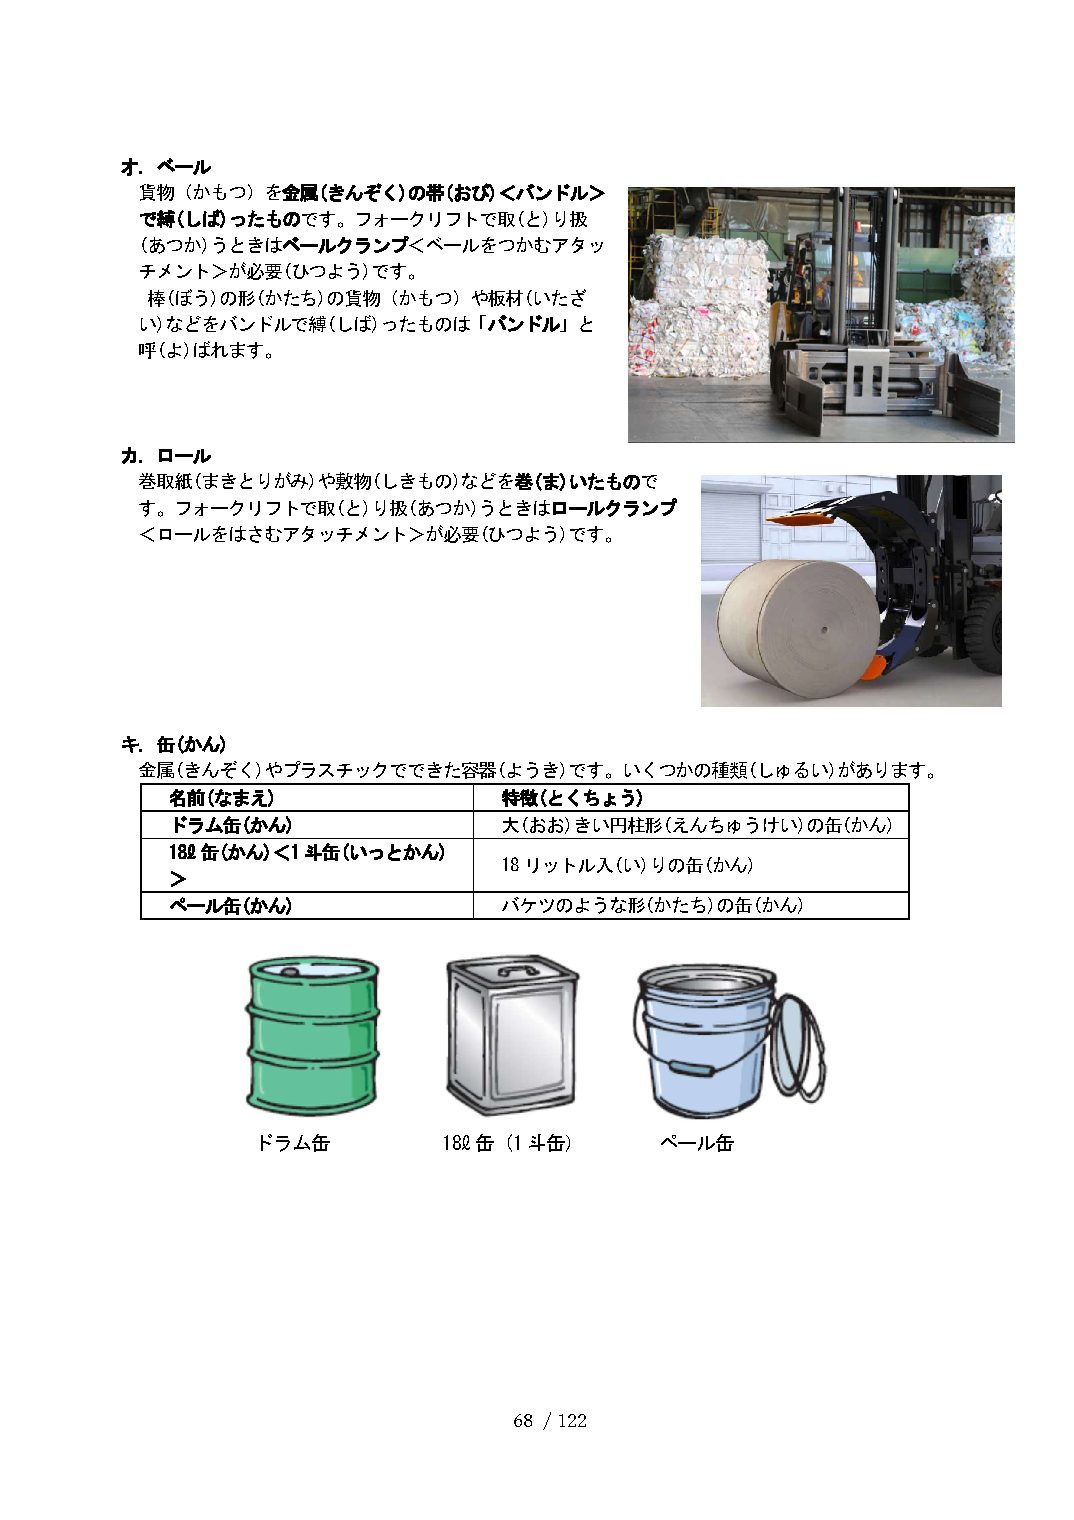 オ．ベール
貨物（かもつ）を金属(きんぞく)の帯(おび)＜バンドル＞
で縛(しば)ったものです。フォークリフトで取(と)り扱
(あつか)うときはベールクランプ＜ベールをつかむアタッ
チメント＞が必要(ひつよう)です。
棒(ぼう)の形(かたち)の貨物（かもつ）や板材(いたざ
い)などをバンドルで縛(しば)ったものは「バンドル」と
呼(よ)ばれます。
カ．ロール
巻取紙(まきとりがみ)や敷物(しきもの)などを巻(ま)いたもので
す。フォークリフトで取(と)り扱(あつか)うときはロールクランプ
＜ロールをはさむアタッチメント＞が必要(ひつよう)です。
キ．缶(かん)
金属(きんぞく)やプラスチックでできた容器(ようき)です。いくつかの種類(しゅるい)があります。
名前(なまえ) 特徴(とくちょう)
ドラム缶(かん) 大(おお)きい円柱形(えんちゅうけい)の缶(かん)
18ℓ缶(かん)＜1斗缶(いっとかん)
＞ 18リットル入(い)りの缶(かん)
ペール缶(かん) バケツのような形(かたち)の缶(かん)
ドラム缶 18ℓ缶（1斗缶） ペール缶
68 / 122